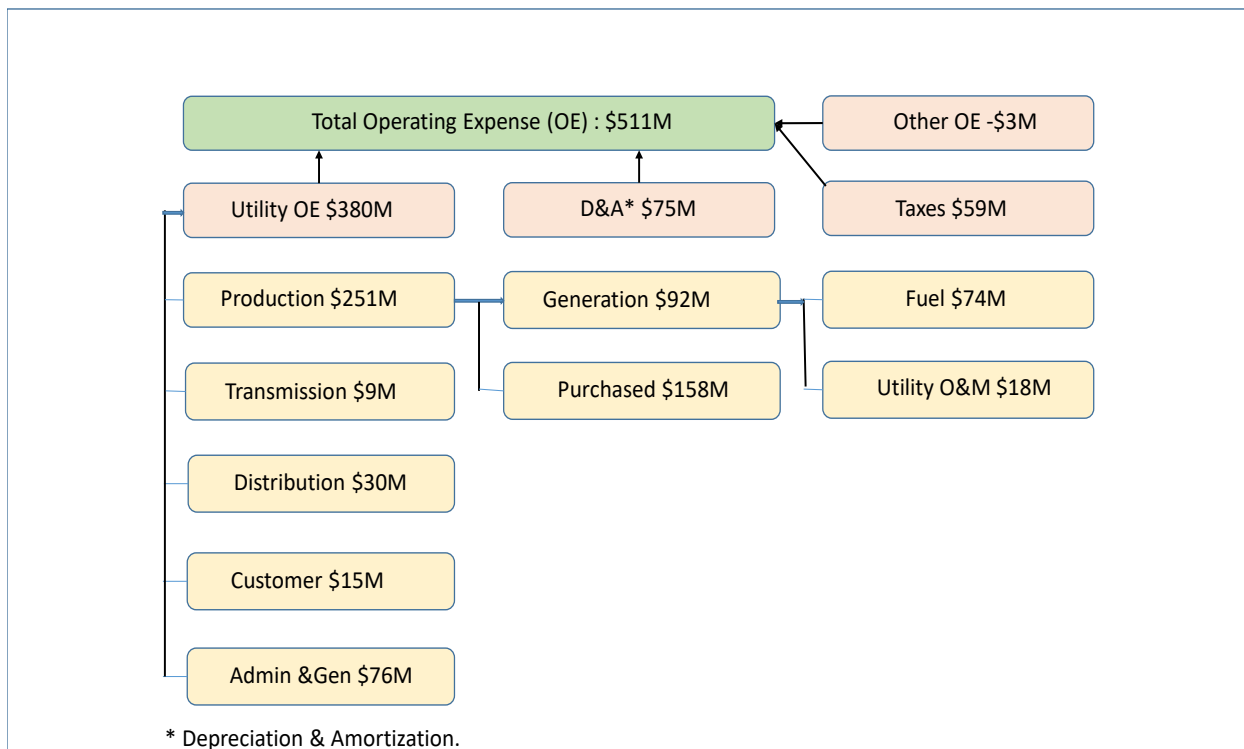 Total Operating Expense (OE) : $511M
Other OE -$3M
Utility OE $380M
D&A* $75M
Taxes $59M
Production $251M
Generation $92M
Fuel $74M
Transmission $9M
Purchased $158M
Utility O&M $18M
Distribution $30M
Customer $15M
Admin &Gen $76M
* Depreciation & Amortization.